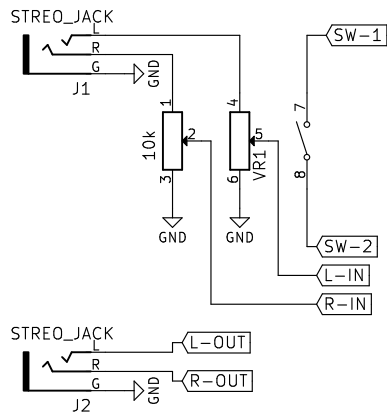 STREO_JACK
L
R
G
J1
GND
SW-1
1
4
7
10k
2
5
3
6
VR1
8
GND
GND
SW-2
L-IN
R-IN
STREO_JACK
L
L-OUT
R
R-OUT
G
J2
GND